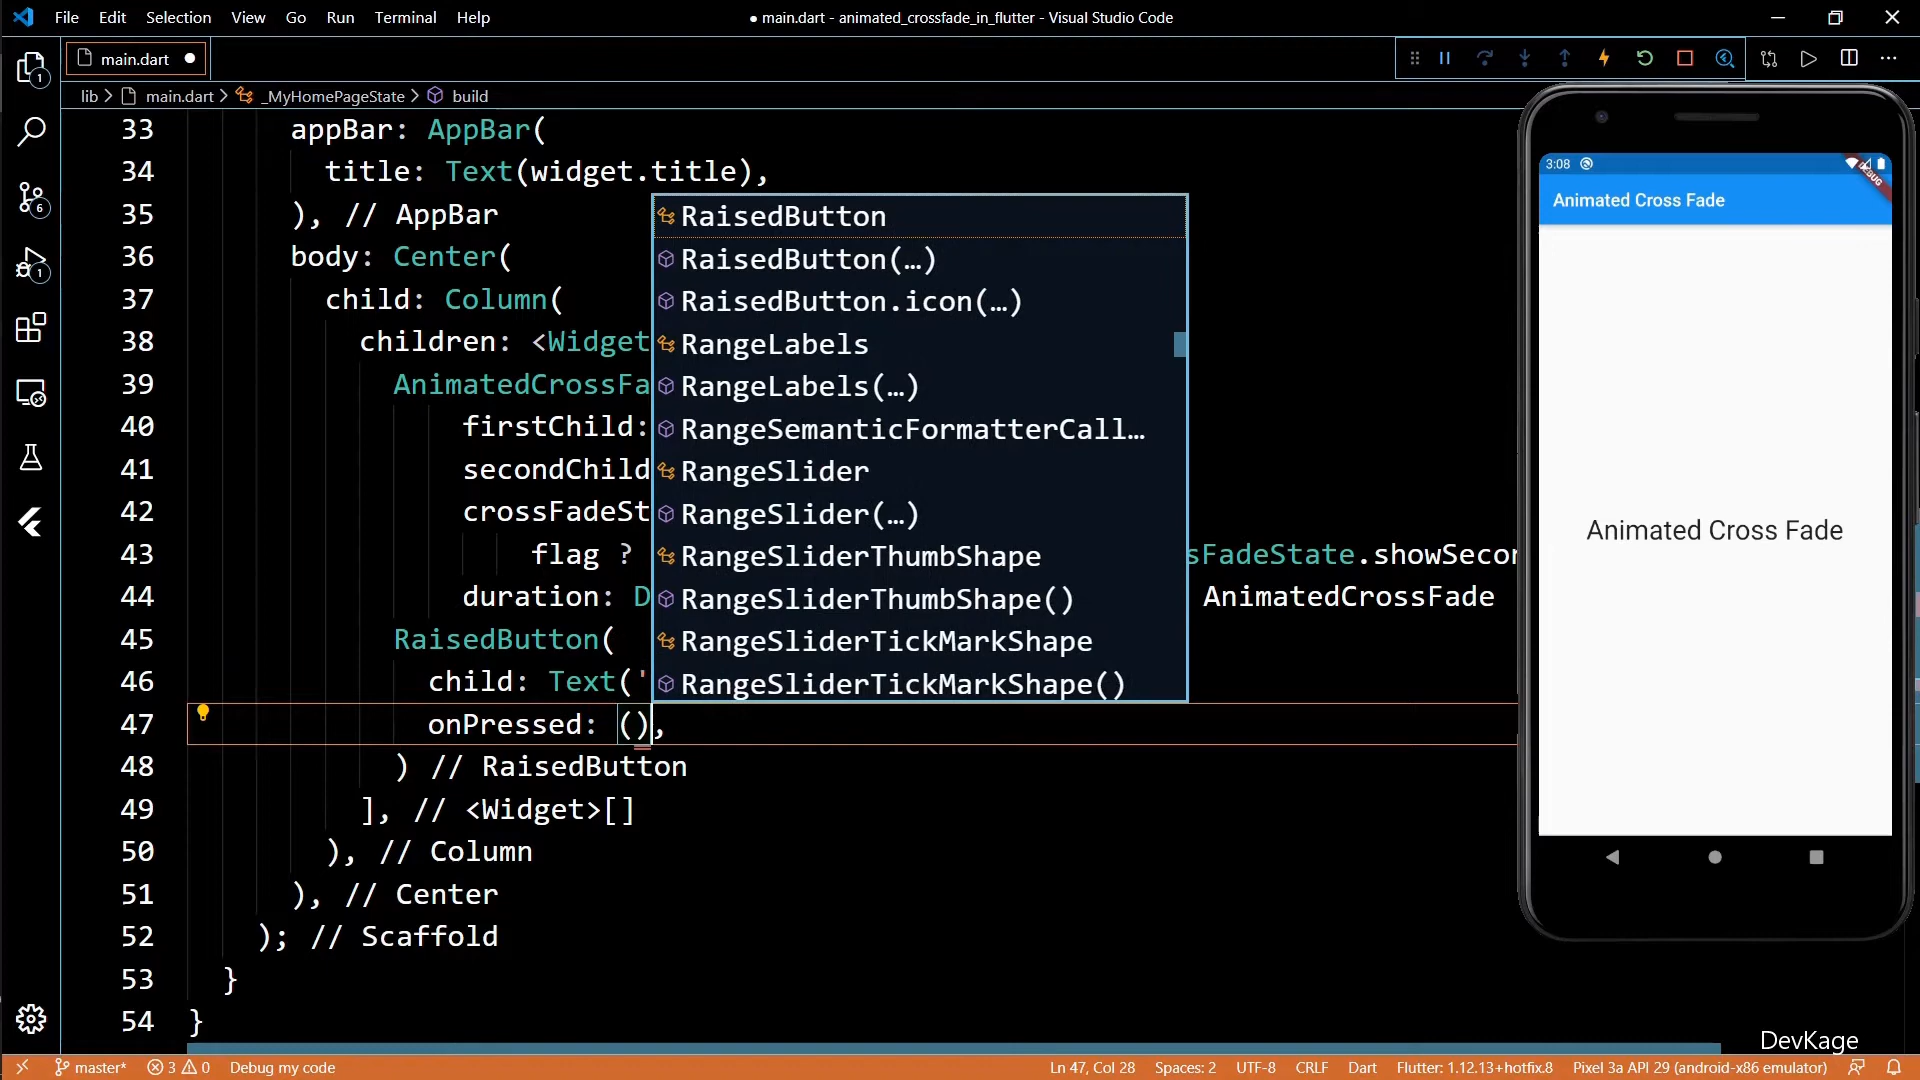 File Edit Selection View Go Run Terminal Help
● main.dart - animated_crossfade_in_flutter - Visual Studio Code
main.dart
lib > main.dart > _MyHomePageState > build
33 appBar: AppBar(
34 title: Text(widget.title),
35 ), // AppBar
36 body: Center(
37 child: Column(
38 children: <Widget
39 AnimatedCrossFa
40 firstChild:
41 secondChild
42 crossFadeSt
43 flag ? sFadeState.showSecon
44 duration: D AnimatedCrossFade
45 RaisedButton(
46 child: Text('
47 onPressed: (),
48 ) // RaisedButton
49 ], // <Widget>[]
50 ), // Column
51 ), // Center
52 ); // Scaffold
53 }
54 }
RaisedButton
RaisedButton(…)
RaisedButton.icon(…)
RangeLabels
RangeLabels(…)
RangeSemanticFormatterCall…
RangeSlider
RangeSlider(…)
RangeSliderThumbShape
RangeSliderThumbShape()
RangeSliderTickMarkShape
RangeSliderTickMarkShape()
1
6
1
3:08
DEBUG
Animated Cross Fade
Animated Cross Fade
DevKage
master* 3 0 Debug my code
Ln 47, Col 28 Spaces: 2 UTF-8 CRLF Dart Flutter: 1.12.13+hotfix.8 Pixel 3a API 29 (android-x86 emulator)